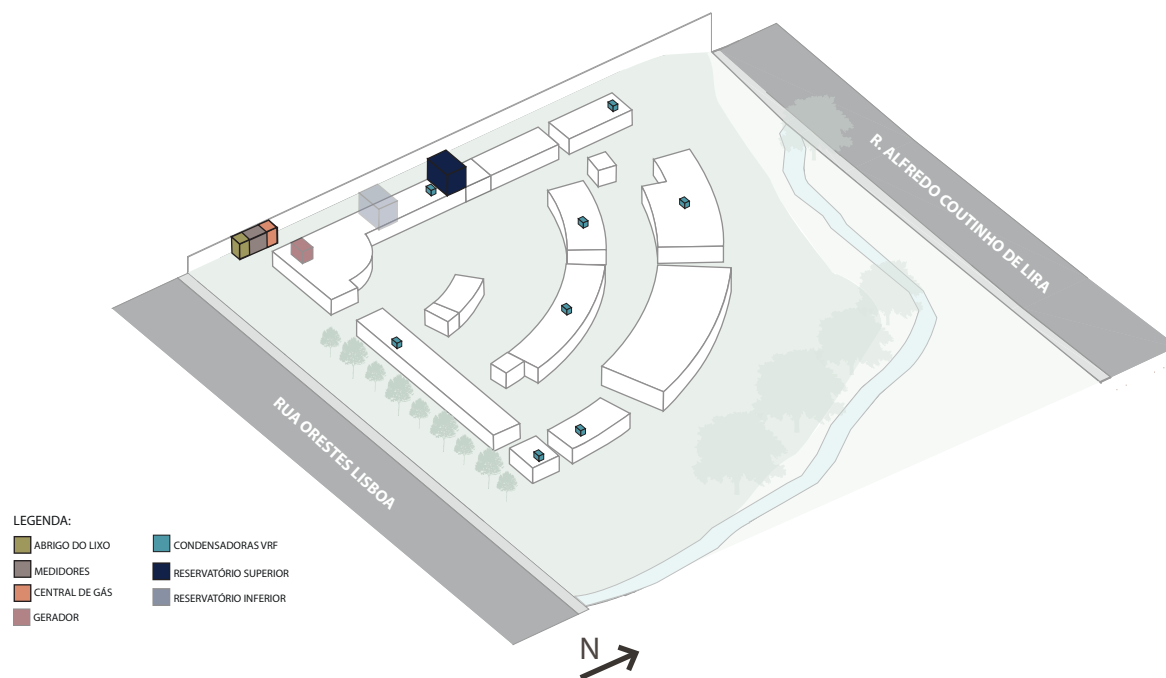 R. ALFREDO COUTINHO DE LIRA
RUA ORESTES LISBOA
LEGENDA:
ABRIGO DO LIXO
MEDIDORES
CENTRAL DE GÁS
GERADOR
CONDENSADORAS VRF
RESERVATÓRIO SUPERIOR
RESERVATÓRIO INFERIOR
N